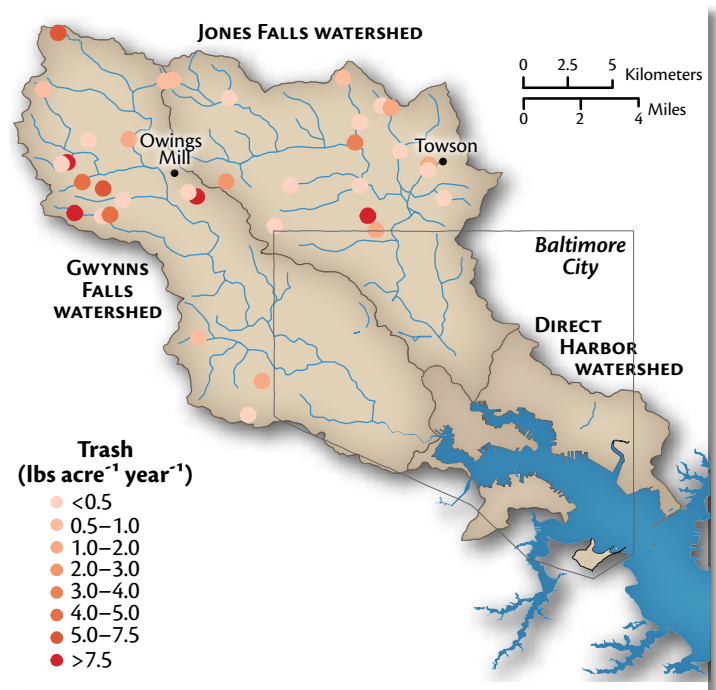 Jones Falls watershed
0 2.5 5 Kilometers
0 2 4 Miles
Towson
Owings
Mill
Baltimore
City
Gwynns
Falls
watershed
Direct
Harbor
watershed
Trash
(lbs acre⁻¹ year⁻¹)
<0.5
0.5–1.0
1.0–2.0
2.0–3.0
3.0–4.0
4.0–5.0
5.0–7.5
>7.5